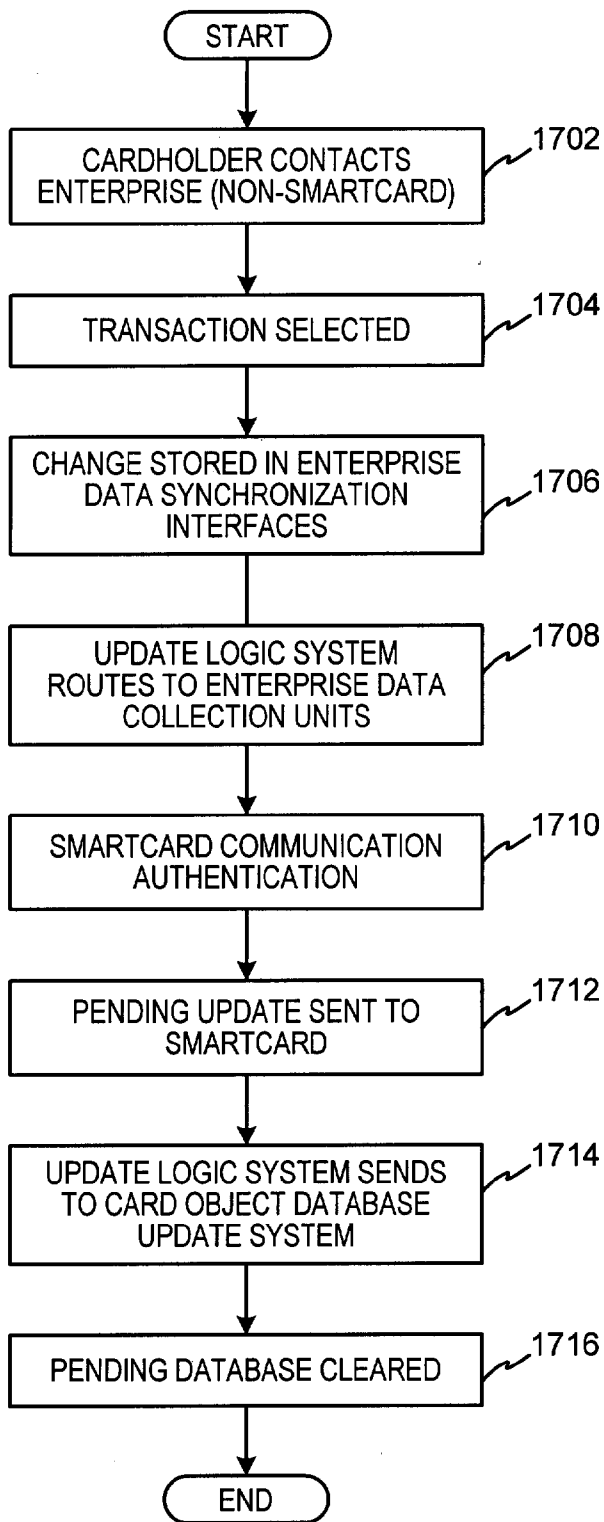 START
CARDHOLDER CONTACTS
ENTERPRISE (NON-SMARTCARD)
1702
TRANSACTION SELECTED
1704
CHANGE STORED IN ENTERPRISE
DATA SYNCHRONIZATION
INTERFACES
1706
UPDATE LOGIC SYSTEM
ROUTES TO ENTERPRISE DATA
COLLECTION UNITS
1708
SMARTCARD COMMUNICATION
AUTHENTICATION
1710
PENDING UPDATE SENT TO
SMARTCARD
1712
UPDATE LOGIC SYSTEM SENDS
TO CARD OBJECT DATABASE
UPDATE SYSTEM
1714
PENDING DATABASE CLEARED
1716
END